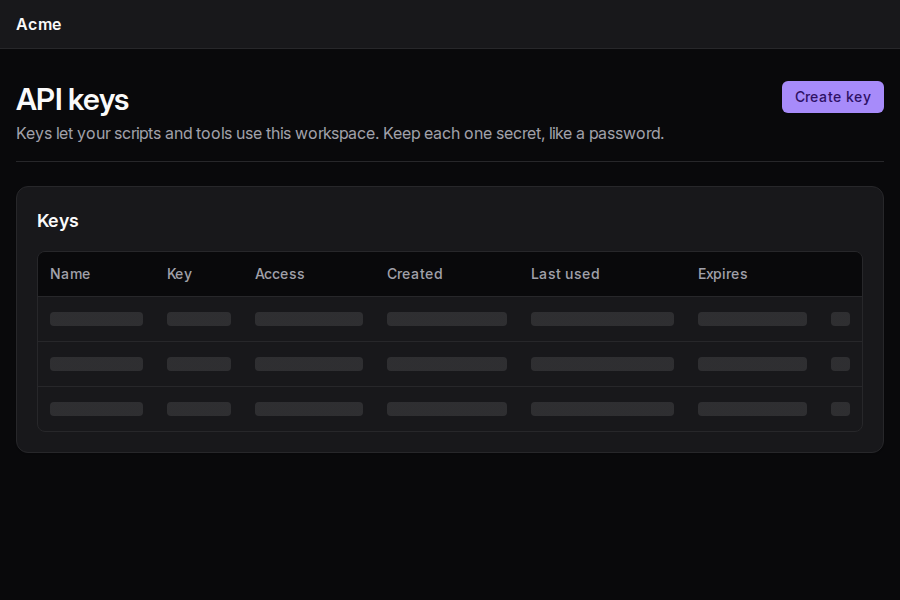 Acme
API keys
Create key
Keys let your scripts and tools use this workspace. Keep each one secret, like a password.
Keys
Name Key Access Created Last used Expires